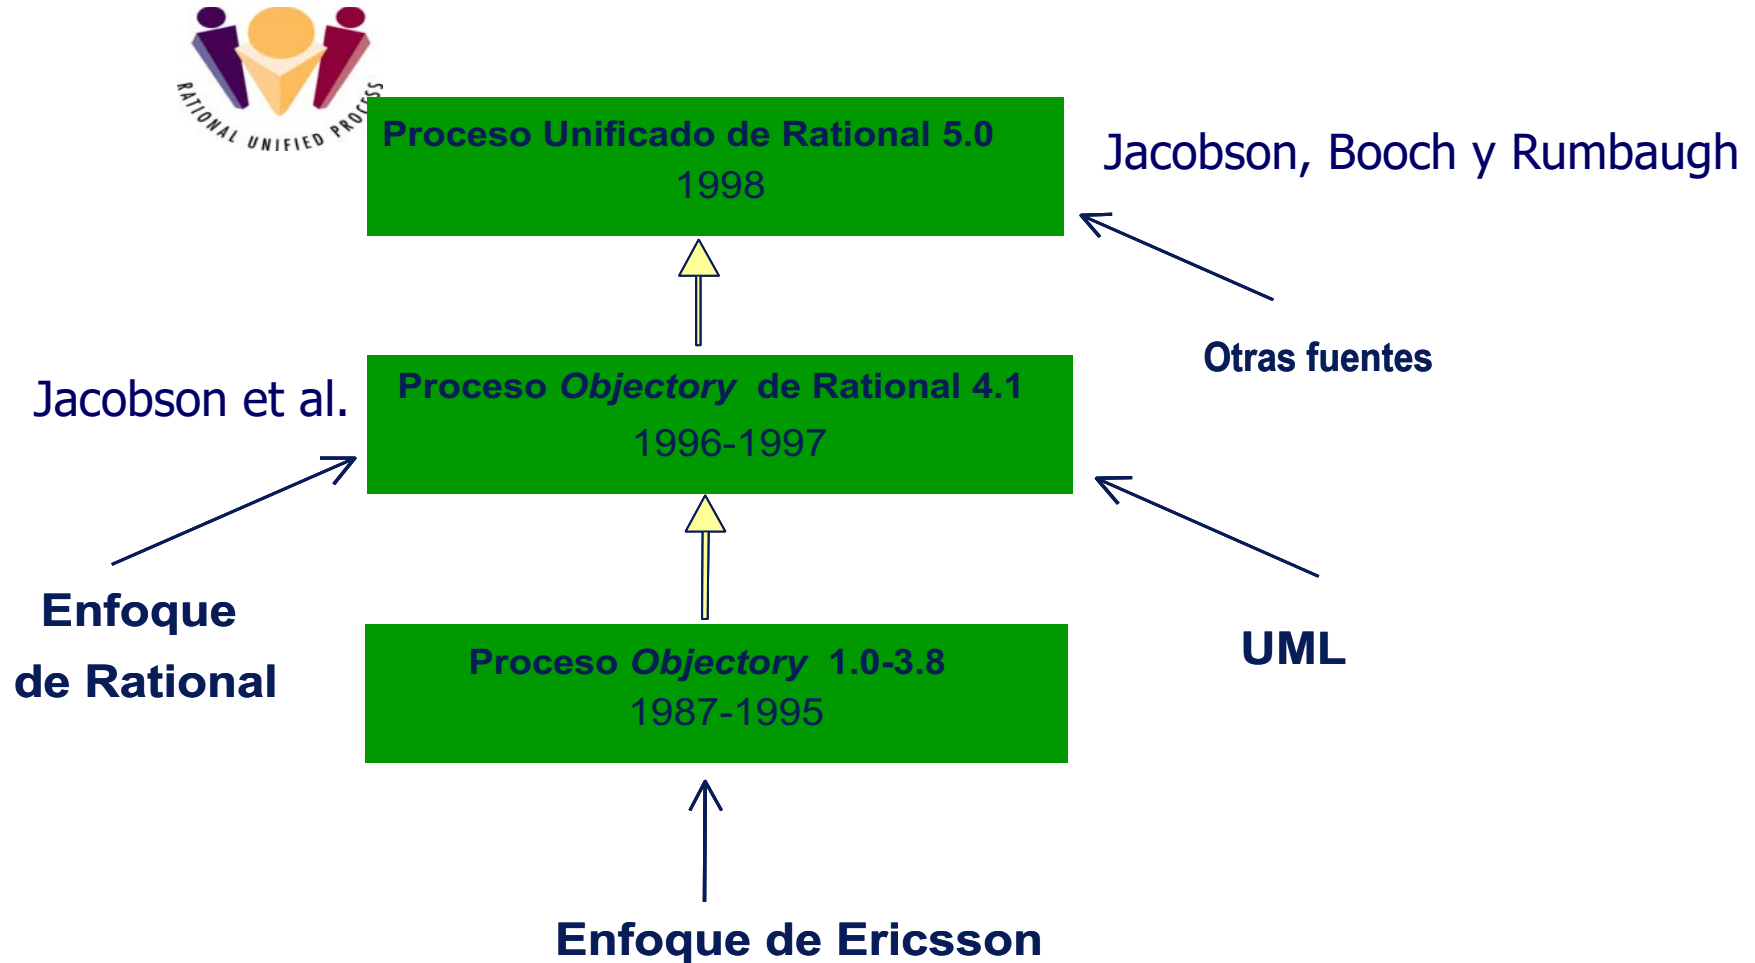 RATIONAL UNIFIED PROCESS
Proceso Unificado de Rational 5.0
1998
Jacobson, Booch y Rumbaugh
Otras fuentes
Jacobson et al.
Proceso Objectory de Rational 4.1
1996-1997
Enfoque
de Rational
UML
Proceso Objectory 1.0-3.8
1987-1995
Enfoque de Ericsson